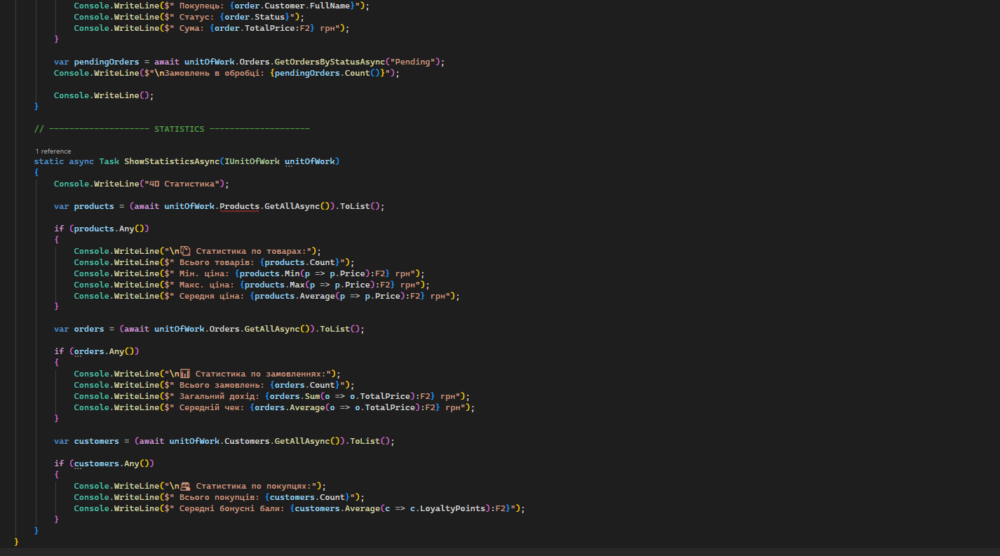 Console.WriteLine($" Покупець: {order.Customer.FullName}");
Console.WriteLine($" Статус: {order.Status}");
Console.WriteLine($" Сума: {order.TotalPrice:F2} грн");
}
var pendingOrders = await unitOfWork.Orders.GetOrdersByStatusAsync("Pending");
Console.WriteLine($"\nЗамовлень в обробці: {pendingOrders.Count()}");
Console.WriteLine();
}
// -------------------- STATISTICS --------------------
1 reference
static async Task ShowStatisticsAsync(IUnitOfWork unitOfWork)
{
Console.WriteLine("4⃣ Статистика");
var products = (await unitOfWork.Products.GetAllAsync()).ToList();
if (products.Any())
{
Console.WriteLine("\n Статистика по товарах:");
Console.WriteLine($" Всього товарів: {products.Count}");
Console.WriteLine($" Мін. ціна: {products.Min(p => p.Price):F2} грн");
Console.WriteLine($" Макс. ціна: {products.Max(p => p.Price):F2} грн");
Console.WriteLine($" Середня ціна: {products.Average(p => p.Price):F2} грн");
}
var orders = (await unitOfWork.Orders.GetAllAsync()).ToList();
if (orders.Any())
{
Console.WriteLine("\n📊 Статистика по замовленнях:");
Console.WriteLine($" Всього замовлень: {orders.Count}");
Console.WriteLine($" Загальний дохід: {orders.Sum(o => o.TotalPrice):F2} грн");
Console.WriteLine($" Середній чек: {orders.Average(o => o.TotalPrice):F2} грн");
}
var customers = (await unitOfWork.Customers.GetAllAsync()).ToList();
if (customers.Any())
{
Console.WriteLine("\n👥 Статистика по покупцях:");
Console.WriteLine($" Всього покупців: {customers.Count}");
Console.WriteLine($" Середні бонусні бали: {customers.Average(c => c.LoyaltyPoints):F2}");
}
}
}